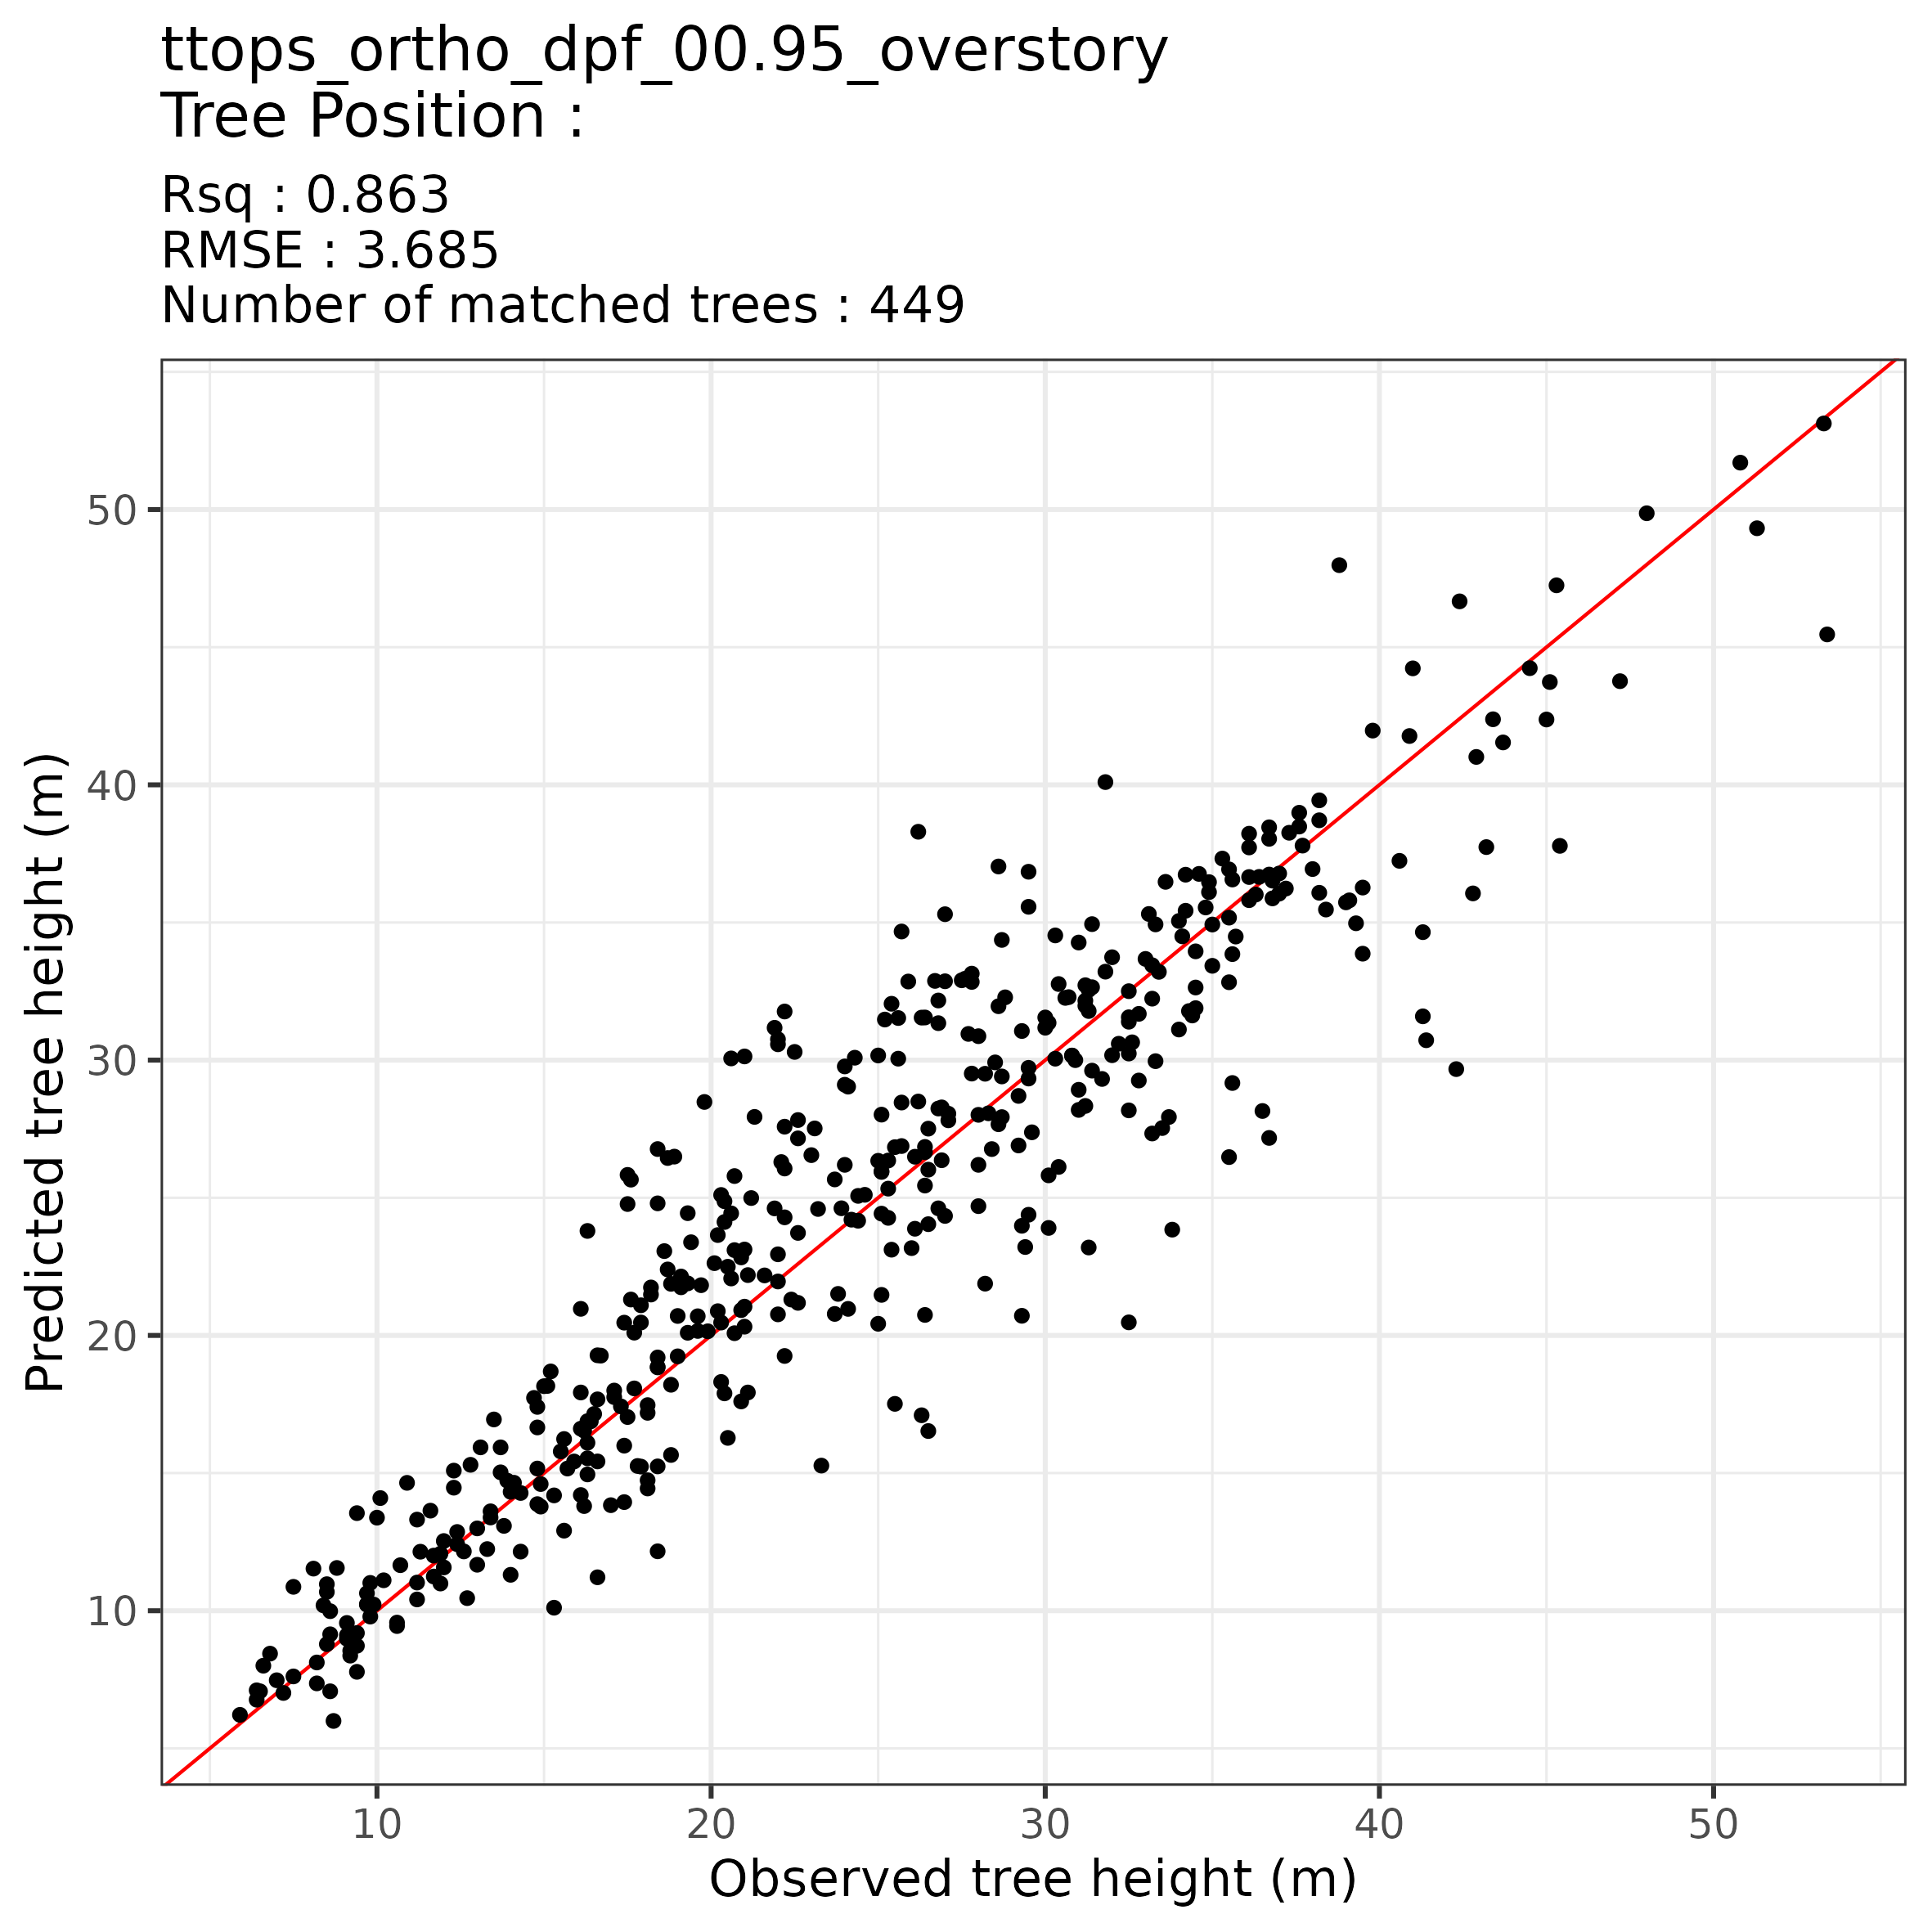 ttops_ortho_dpf_00.95_overstory
Tree Position :
Rsq : 0.863
RMSE : 3.685
Number of matched trees : 449
50
40
30
20
10
Predicted tree height (m)
10 20 30 40 50
Observed tree height (m)